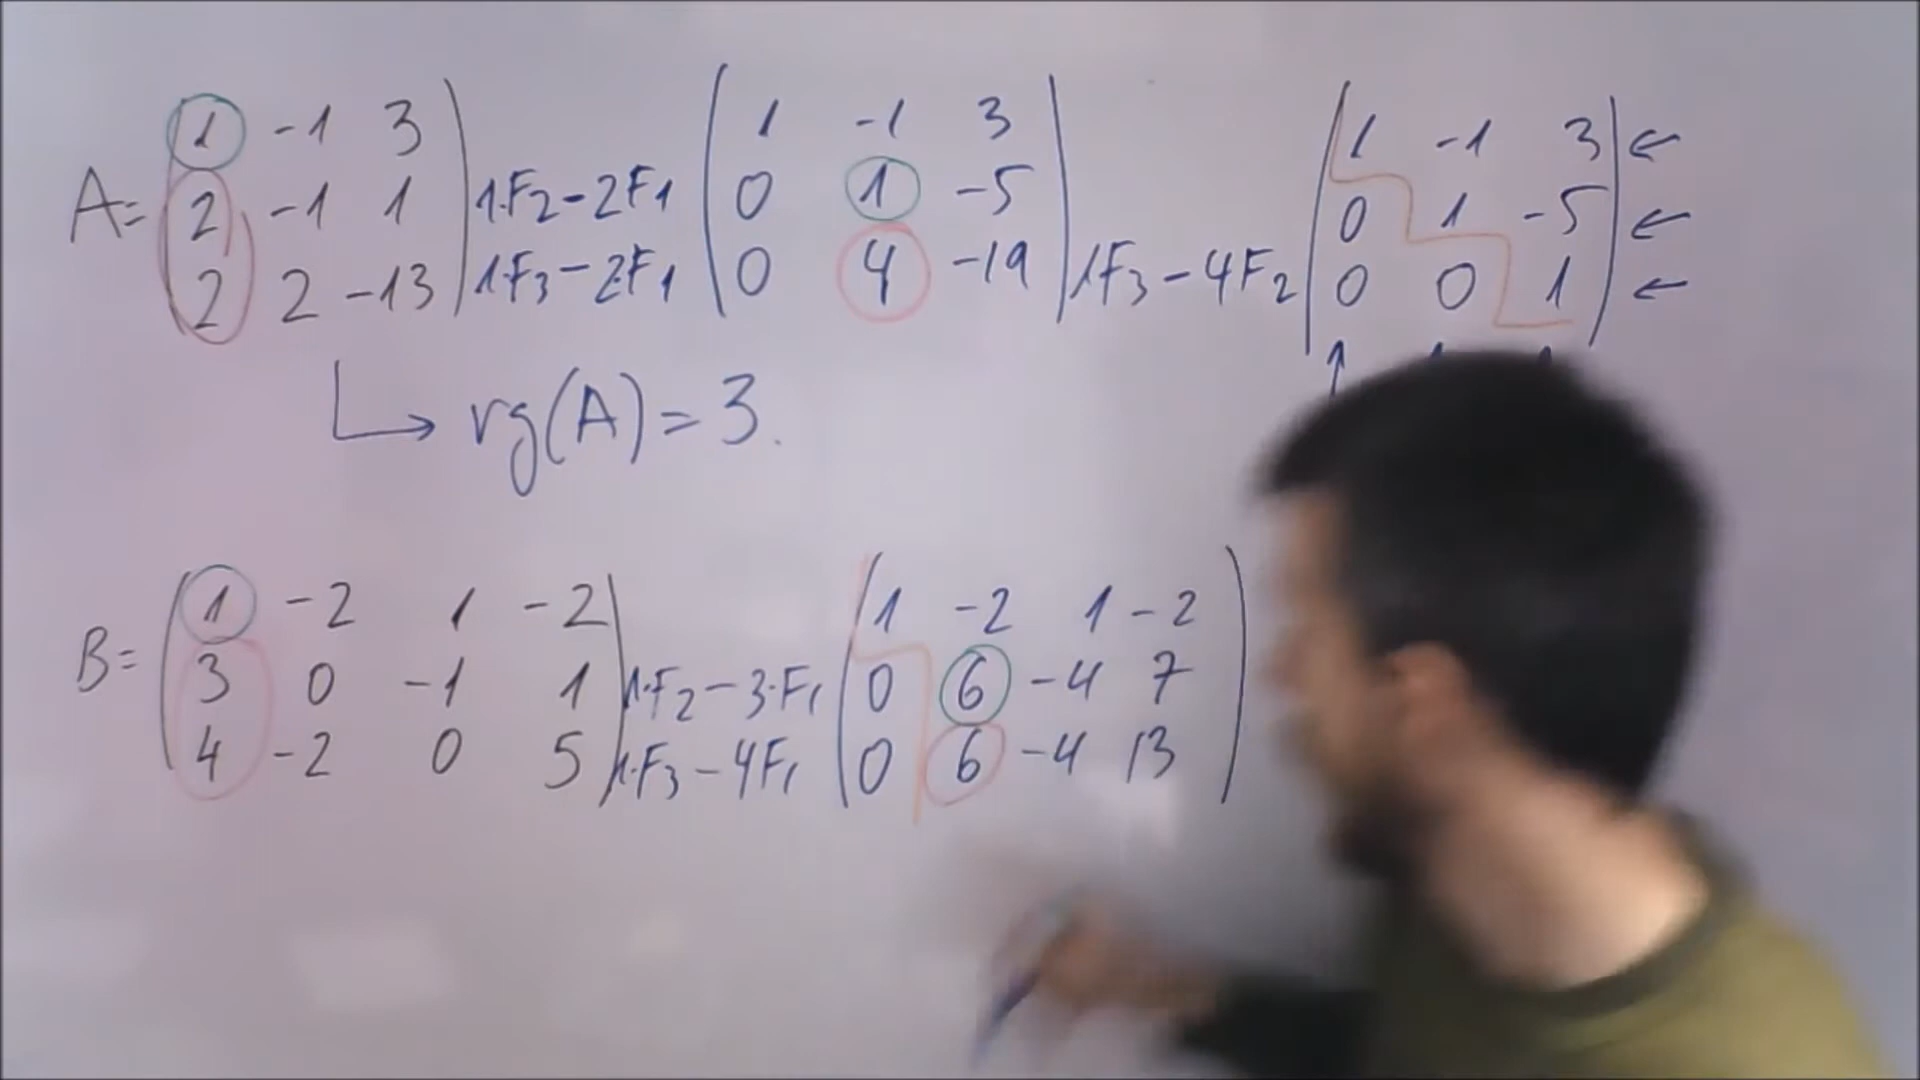 A= ( 1 -1 3 ) ( 1 -1 3 ) ( 1 -1 3 ) ←
( 2 -1 1 ) 1·F2-2F1 ( 0 1 -5 ) ( 0 1 -5 ) ←
( 2 2 -13 ) 1·F3-2F1 ( 0 4 -19 ) 1F3-4F2 ( 0 0 1 ) ←
↳ rg(A)=3.
B= ( 1 -2 1 -2 ) ( 1 -2 1 -2 )
( 3 0 -1 1 ) 1·F2-3·F1 ( 0 6 -4 7 )
( 4 -2 0 5 ) 1·F3-4F1 ( 0 6 -4 13 )